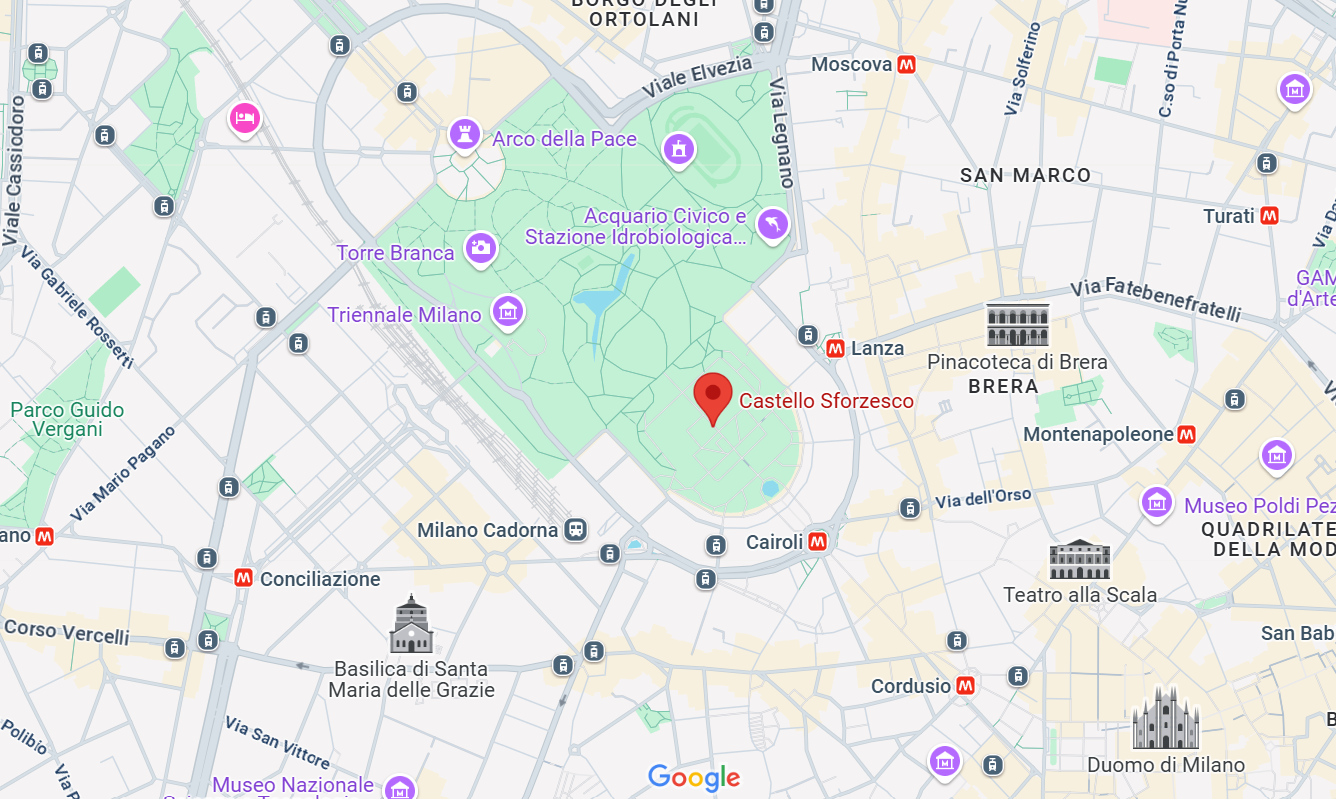 BORGO DEGLI
ORTOLANI
Viale Elvezia
Moscova
Via Solferino
C.so di Porta Nu
Viale Cassiodoro
Arco della Pace
Via Legnano
SAN MARCO
Turati
Acquario Civico e
Stazione Idrobiologica...
Torre Branca
Via Gabriele Rossetti
Triennale Milano
Via Fatebenefratelli
GAM
d'Arte
Lanza
Pinacoteca di Brera
BRERA
Castello Sforzesco
Parco Guido
Vergani
Via Mario Pagano
Montenapoleone
Via dell'Orso
Museo Poldi Pez
QUADRILATE
DELLA MOD
Milano Cadorna
Cairoli
ano
Conciliazione
Teatro alla Scala
Corso Vercelli
San Bab
Basilica di Santa
Maria delle Grazie
Cordusio
Polibio
Via San Vittore
Duomo di Milano
Museo Nazionale
Google